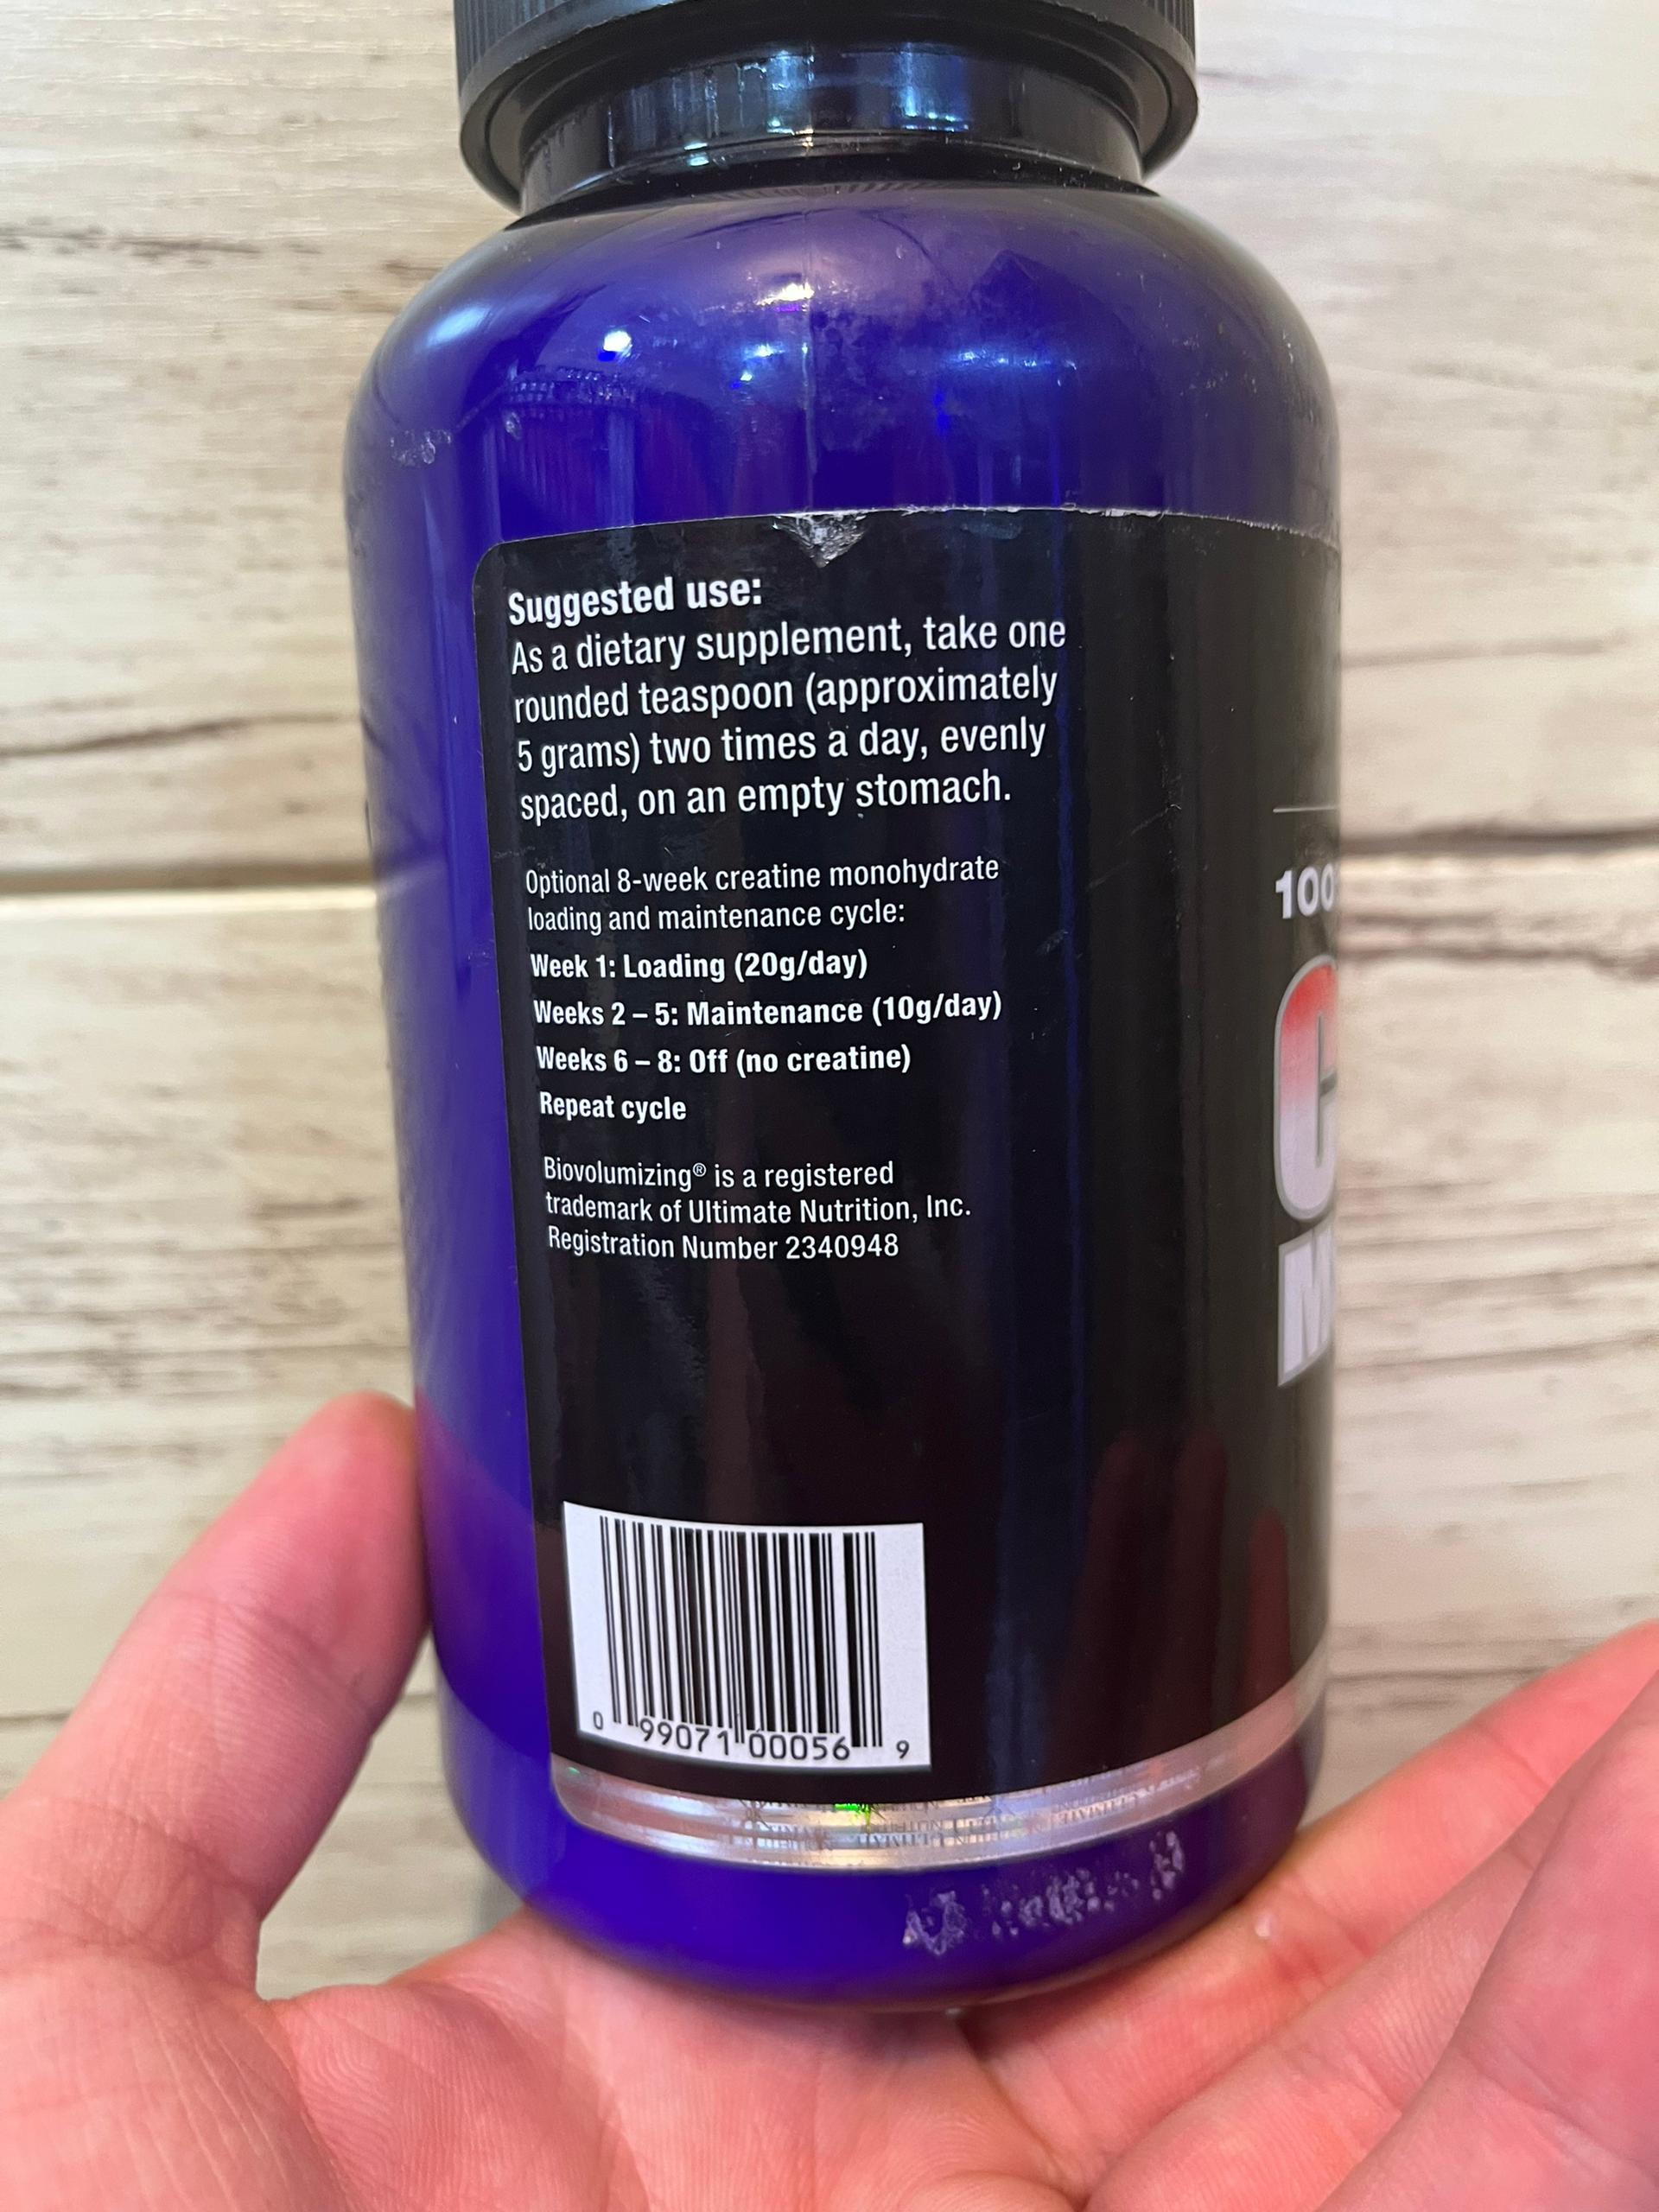 Suggested use:
As a dietary supplement, take one
rounded teaspoon (approximately
5 grams) two times a day, evenly
spaced, on an empty stomach.
Optional 8-week creatine monohydrate
loading and maintenance cycle:
Week 1: Loading (20g/day)
Weeks 2 – 5: Maintenance (10g/day)
Weeks 6 – 8: Off (no creatine)
Repeat cycle
Biovolumizing® is a registered
trademark of Ultimate Nutrition, Inc.
Registration Number 2340948
0 99071 00056 9
100
C
M